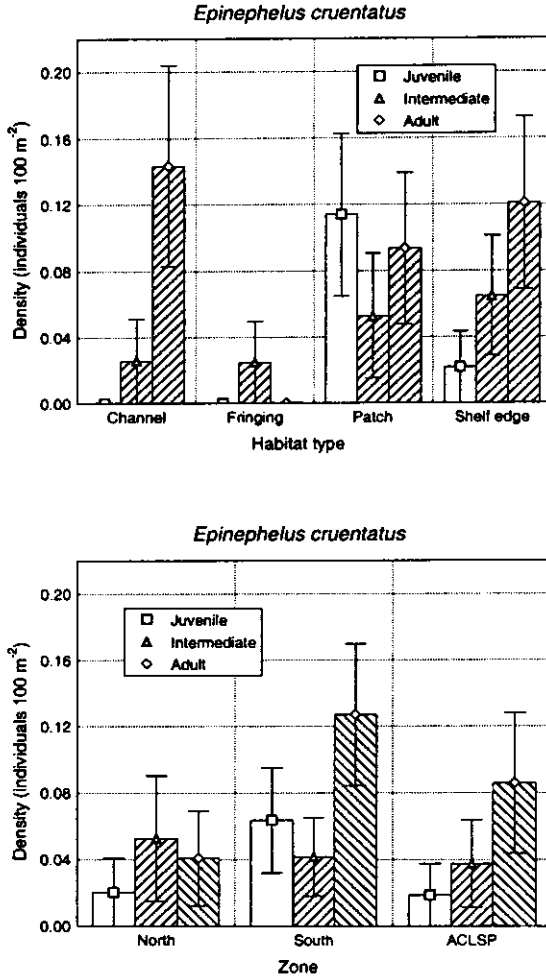 Epinephelus cruentatus
0.20
0.16
0.12
0.08
0.04
0.00
Density (individuals 100 m-2)
Juvenile
Intermediate
Adult
Channel
Fringing
Patch
Shelf edge
Habitat type
Epinephelus cruentatus
0.20
0.16
0.12
0.08
0.04
0.00
Density (individuals 100 m-2)
Juvenile
Intermediate
Adult
North
South
ACLSP
Zone